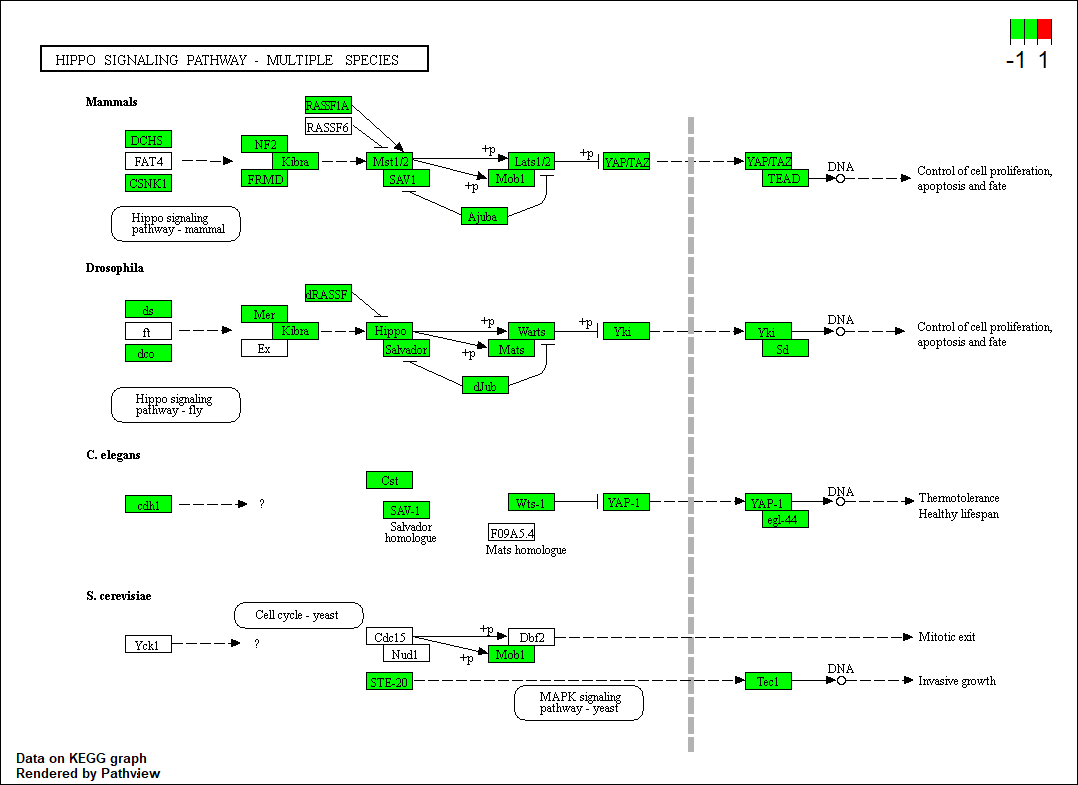 -1 1
HIPPO SIGNALING PATHWAY - MULTIPLE SPECIES
Mammals
RASSF1A
RASSF6
DCHS
FAT4
CSNK1
NF2
Kibra
FRMD
Mst1/2
SAV1
+p
+p
Lats1/2
Mob1
+p
YAP/TAZ
YAP/TAZ
TEAD
DNA
Control of cell proliferation,
apoptosis and fate
Ajuba
Hippo signaling
pathway - mammal
Drosophila
dRASSF
ds
ft
dco
Mer
Kibra
Ex
Hippo
Salvador
+p
+p
Warts
Mats
+p
Yki
Yki
Sd
DNA
Control of cell proliferation,
apoptosis and fate
dJub
Hippo signaling
pathway - fly
C. elegans
cdh1
?
Cst
SAV-1
Salvador
homologue
Wts-1
F09A5.4
Mats homologue
YAP-1
YAP-1
egl-44
DNA
Thermotolerance
Healthy lifespan
S. cerevisiae
Cell cycle - yeast
Yck1
?
Cdc15
Nud1
+p
+p
Dbf2
Mob1
Mitotic exit
STE-20
MAPK signaling
pathway - yeast
Tec1
DNA
Invasive growth
Data on KEGG graph
Rendered by Pathview